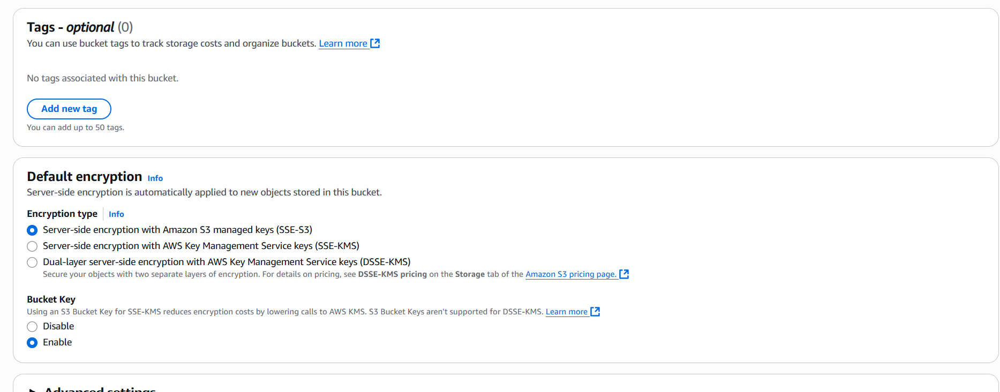 Tags - optional (0)
You can use bucket tags to track storage costs and organize buckets. Learn more
No tags associated with this bucket.
Add new tag
You can add up to 50 tags.
Default encryption Info
Server-side encryption is automatically applied to new objects stored in this bucket.
Encryption type Info
Server-side encryption with Amazon S3 managed keys (SSE-S3)
Server-side encryption with AWS Key Management Service keys (SSE-KMS)
Dual-layer server-side encryption with AWS Key Management Service keys (DSSE-KMS)
Secure your objects with two separate layers of encryption. For details on pricing, see DSSE-KMS pricing on the Storage tab of the Amazon S3 pricing page.
Bucket Key
Using an S3 Bucket Key for SSE-KMS reduces encryption costs by lowering calls to AWS KMS. S3 Bucket Keys aren't supported for DSSE-KMS. Learn more
Disable
Enable
Advanced settings